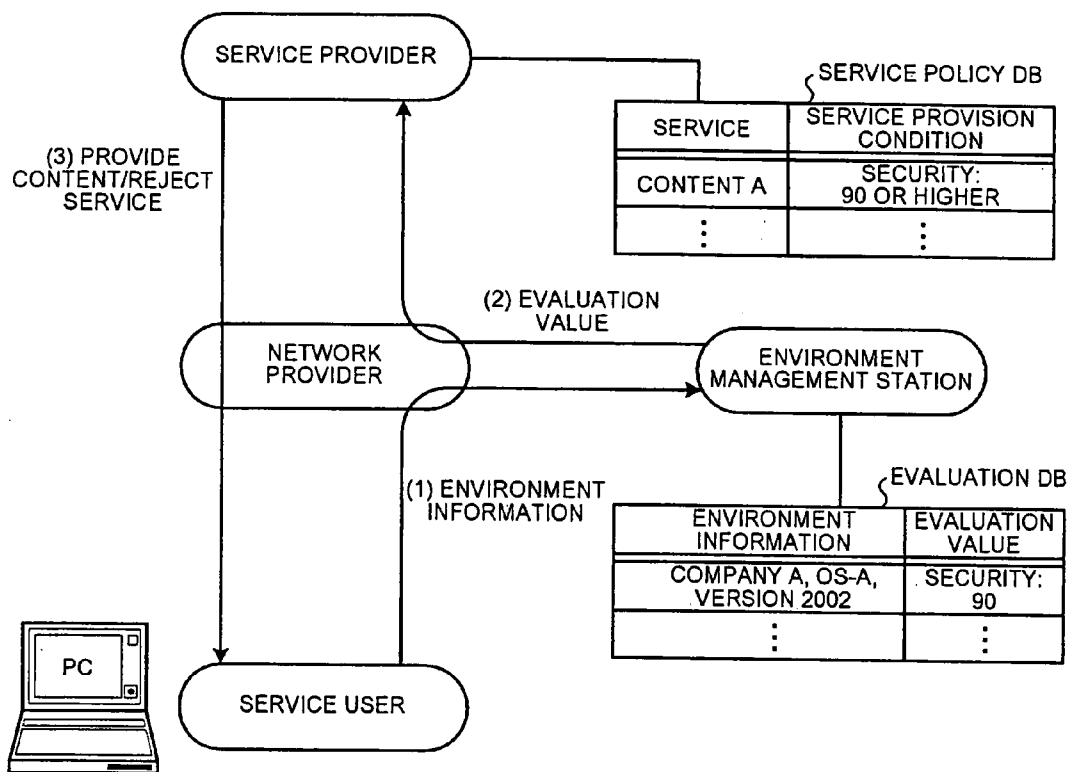 SERVICE PROVIDER
SERVICE POLICY DB
SERVICE
SERVICE PROVISION
CONDITION
CONTENT A
SECURITY:
90 OR HIGHER
(3) PROVIDE
CONTENT/REJECT
SERVICE
(2) EVALUATION
VALUE
NETWORK
PROVIDER
ENVIRONMENT
MANAGEMENT STATION
(1) ENVIRONMENT
INFORMATION
EVALUATION DB
ENVIRONMENT
INFORMATION
EVALUATION
VALUE
COMPANY A, OS-A,
VERSION 2002
SECURITY:
90
PC
SERVICE USER